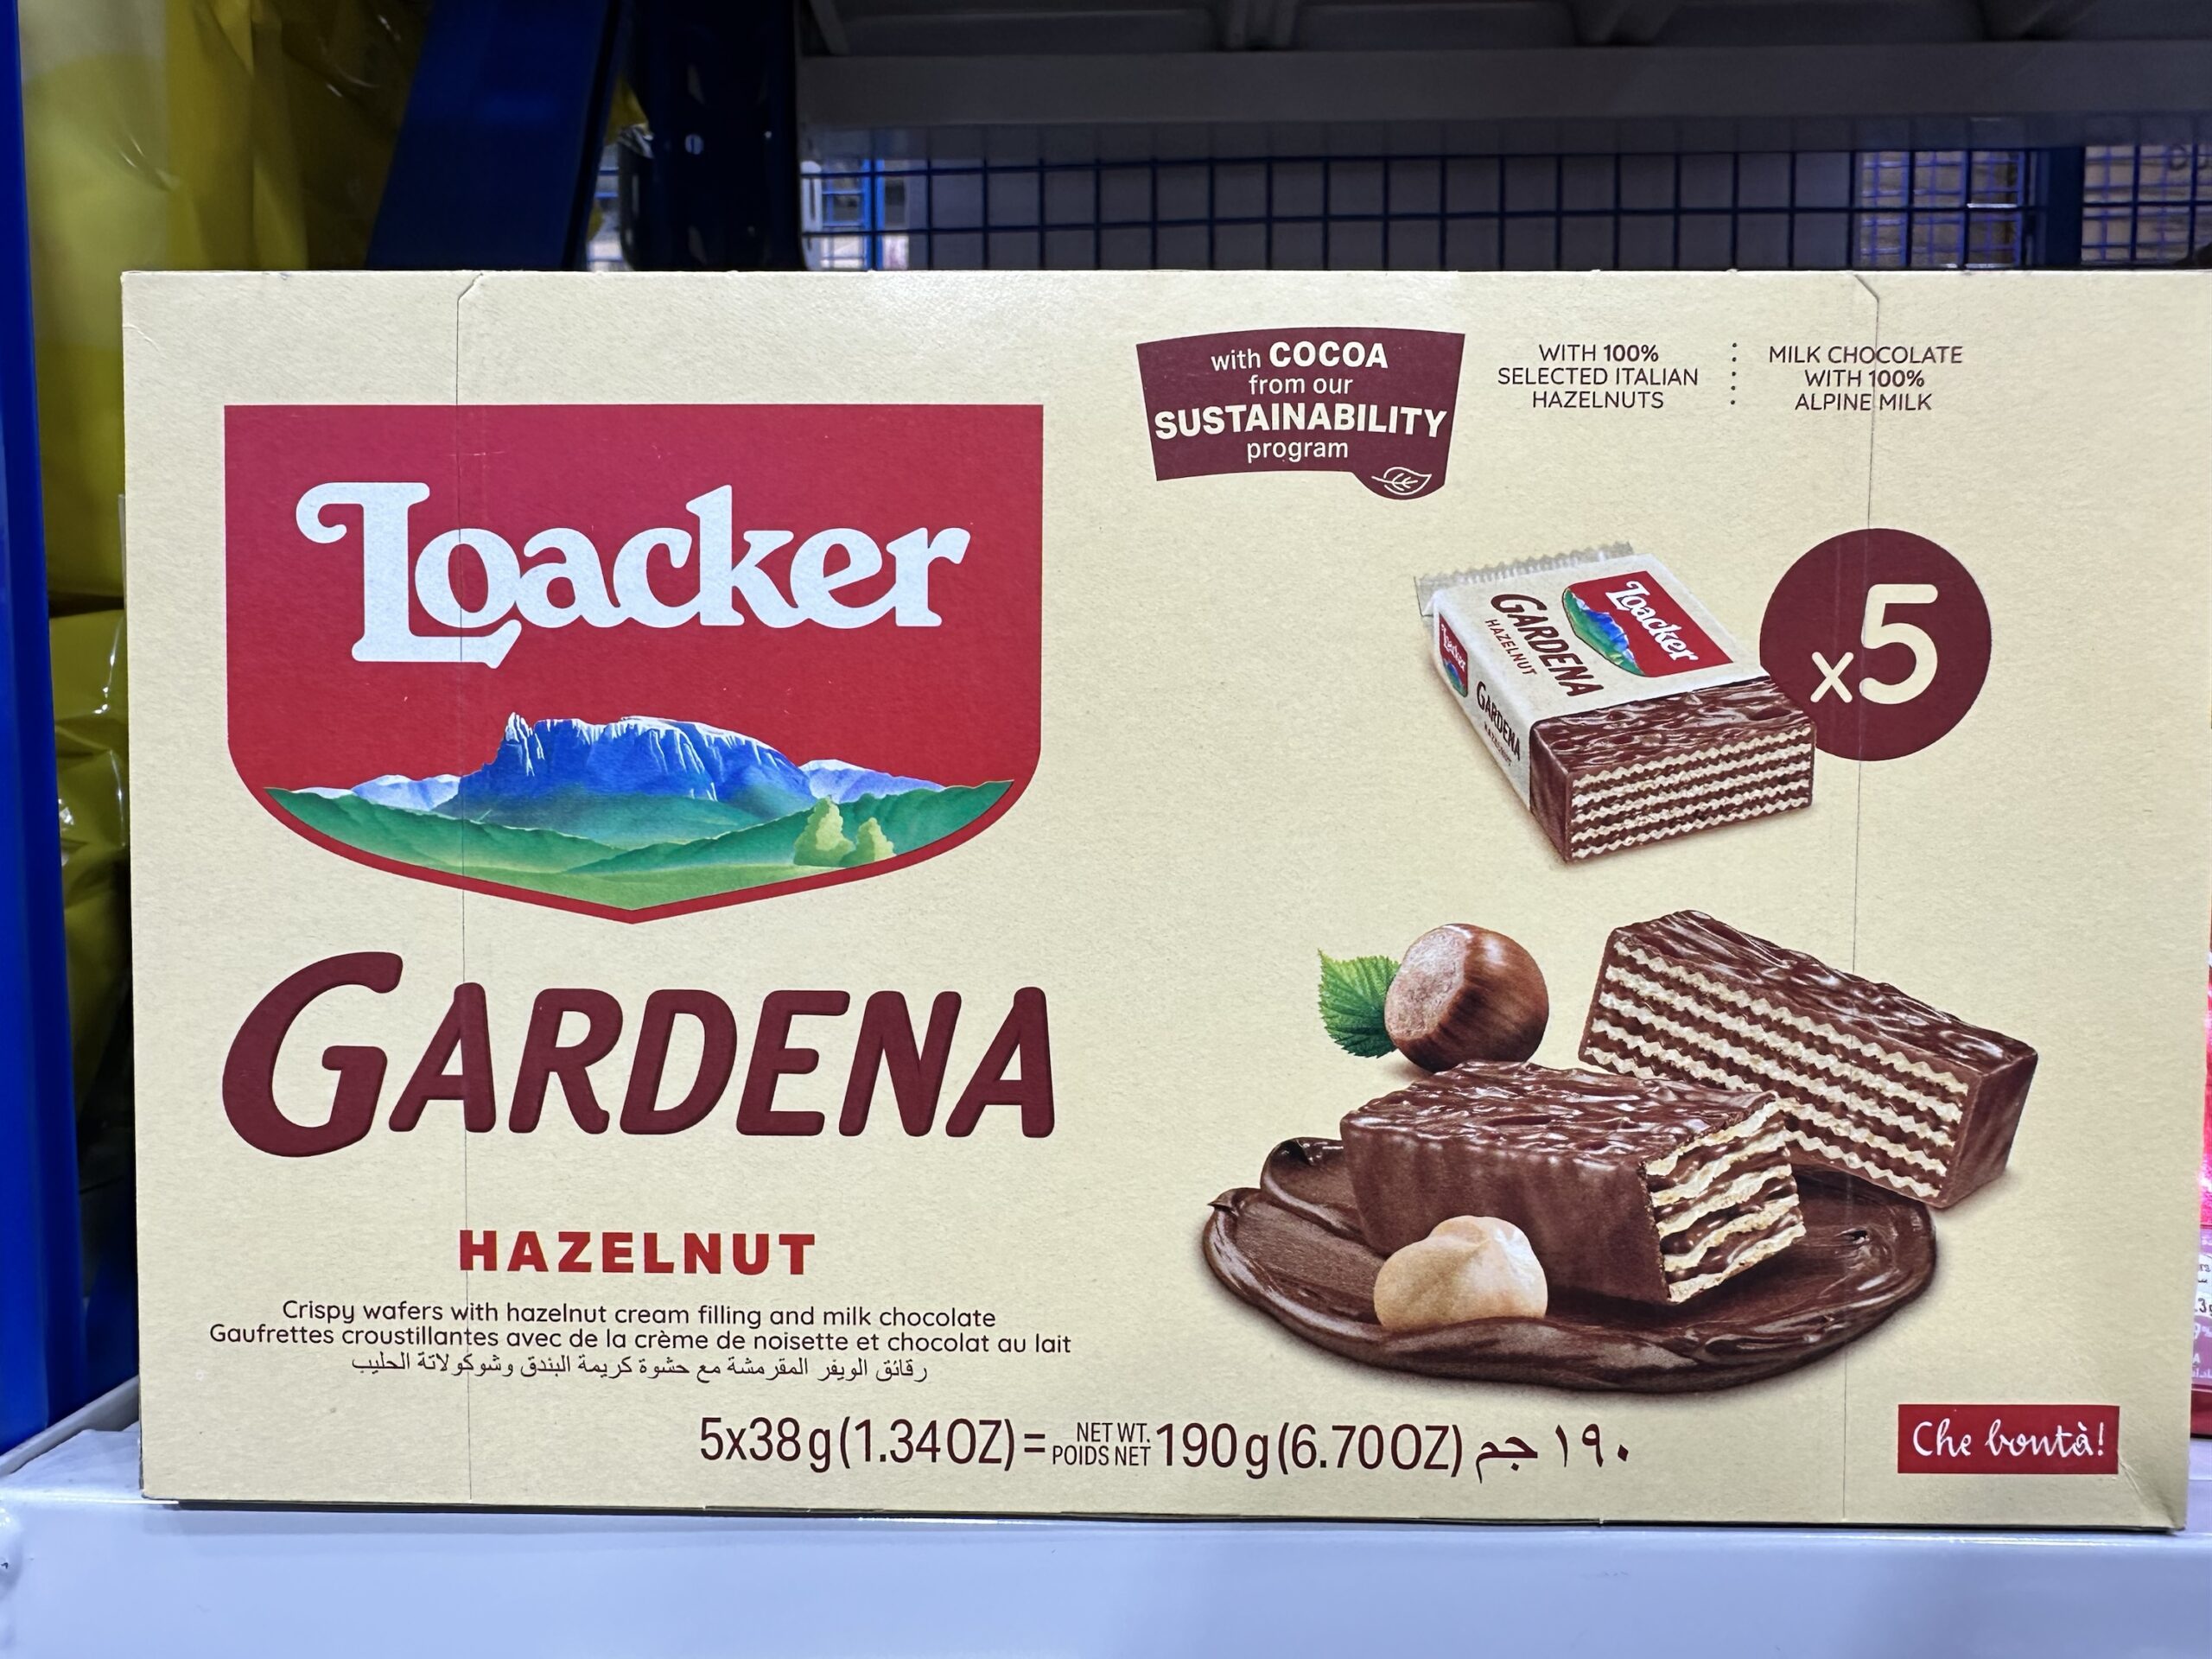 Loacker
GARDENA
HAZELNUT
Crispy wafers with hazelnut cream filling and milk chocolate
Gaufrettes croustillantes avec de la crème de noisette et chocolat au lait
رقائق الويفر المقرمشة مع حشوة كريمة البندق وشوكولاتة الحليب
with COCOA
from our
SUSTAINABILITY
program
WITH 100%
SELECTED ITALIAN
HAZELNUTS
MILK CHOCOLATE
WITH 100%
ALPINE MILK
Loacker
GARDENA
HAZELNUT
Loacker
GARDENA
HAZELNUT
x5
5x38g(1.34OZ)= NET WT. POIDS NET 190g(6.70OZ) ١٩٠ جم
Che bontà!